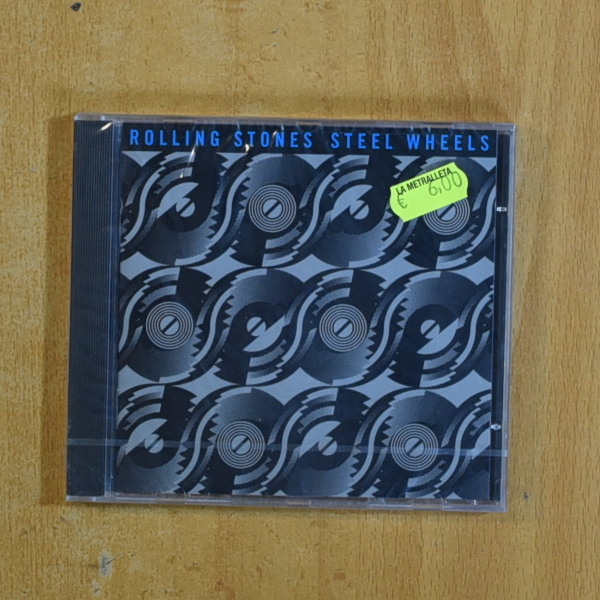 ROLLING STONES STEEL WHEELS
LA METRALLETA
€ 6,00